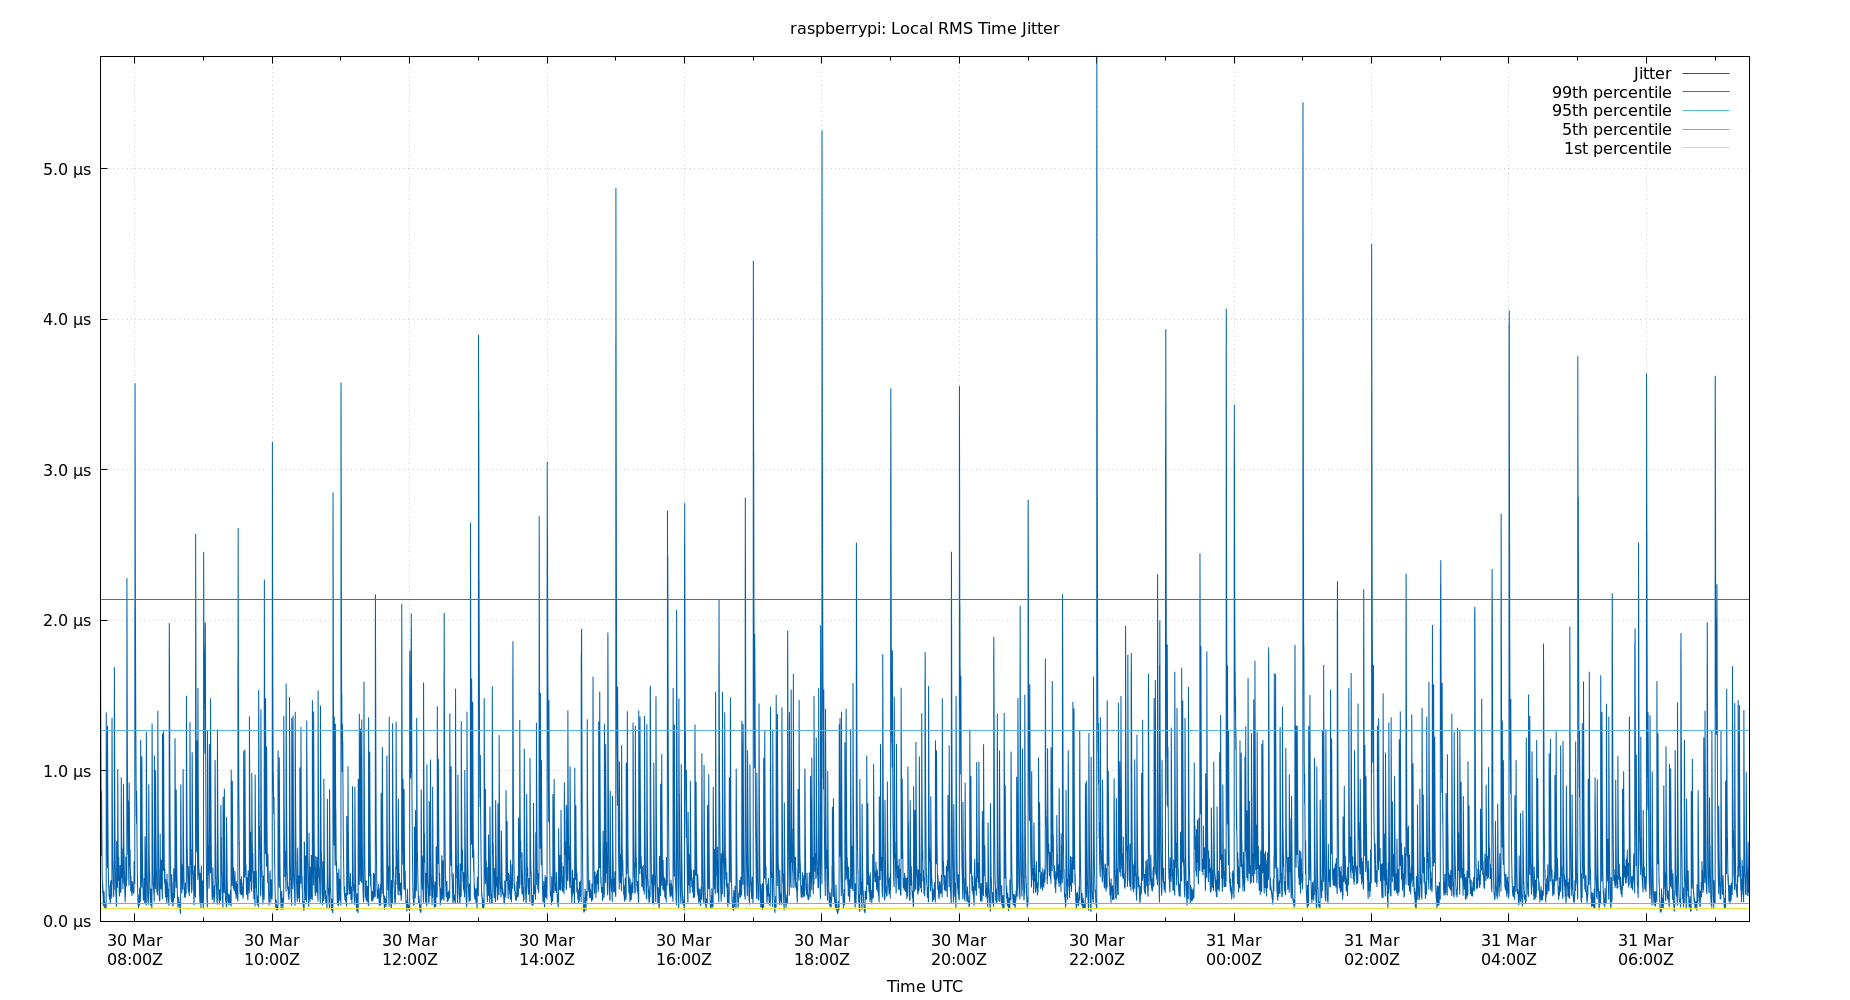 raspberrypi: Local RMS Time Jitter
Jitter
99th percentile
95th percentile
5th percentile
1st percentile
5.0 µs
4.0 µs
3.0 µs
2.0 µs
1.0 µs
0.0 µs
30 Mar 30 Mar 30 Mar 30 Mar 30 Mar 30 Mar 30 Mar 30 Mar 31 Mar 31 Mar 31 Mar 31 Mar
08:00Z 10:00Z 12:00Z 14:00Z 16:00Z 18:00Z 20:00Z 22:00Z 00:00Z 02:00Z 04:00Z 06:00Z
Time UTC